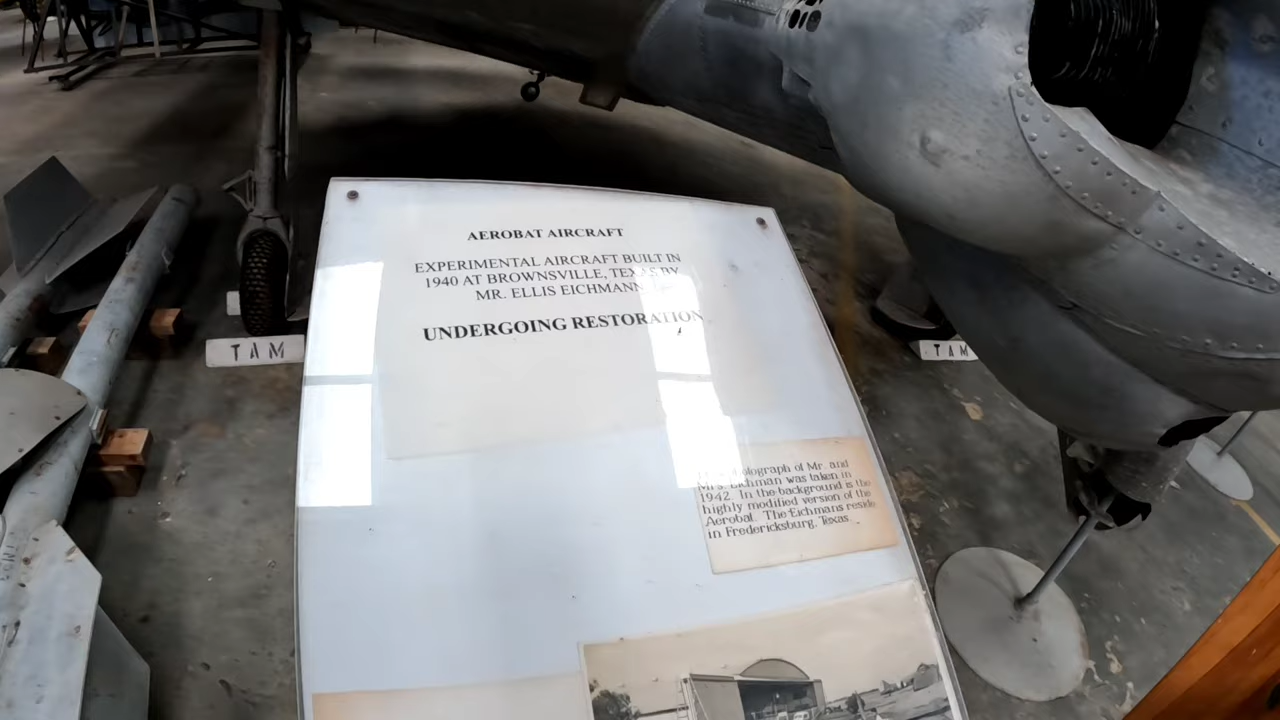 AEROBAT AIRCRAFT
EXPERIMENTAL AIRCRAFT BUILT IN
1940 AT BROWNSVILLE, TEXAS BY
MR. ELLIS EICHMANN
UNDERGOING RESTORATION
TAM
TAM
photograph of Mr. and
Mrs. Eichman was taken in
1942. In the background is the
highly modified version of the
Aerobat. The Eichmans reside
in Fredericksburg, Texas.